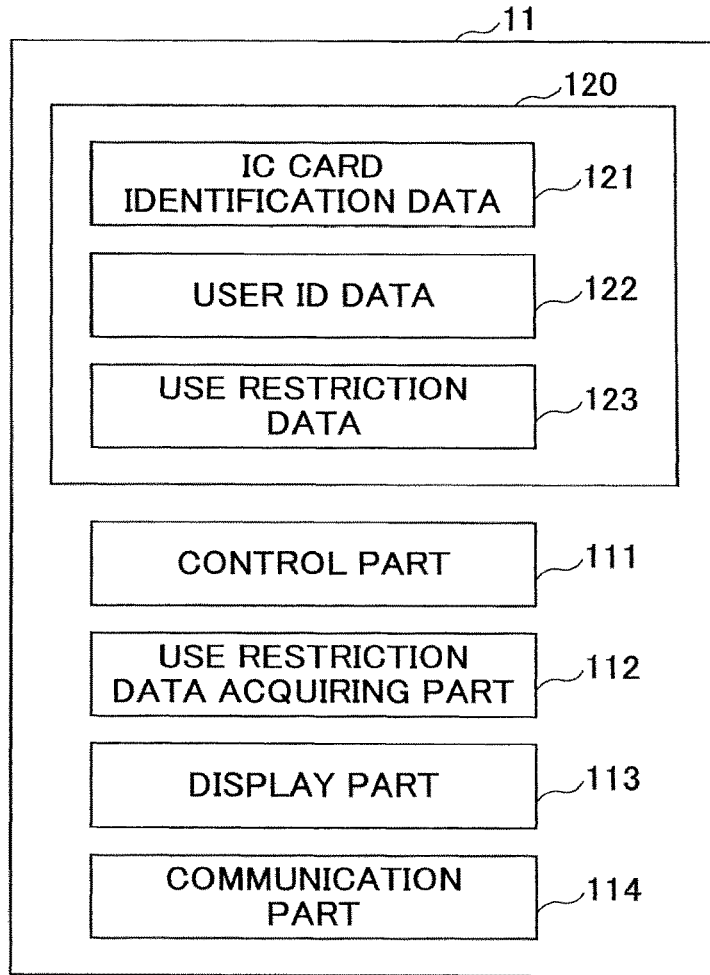 11
120
IC CARD
IDENTIFICATION DATA
121
USER ID DATA
122
USE RESTRICTION
DATA
123
CONTROL PART
111
USE RESTRICTION
DATA ACQUIRING PART
112
DISPLAY PART
113
COMMUNICATION
PART
114